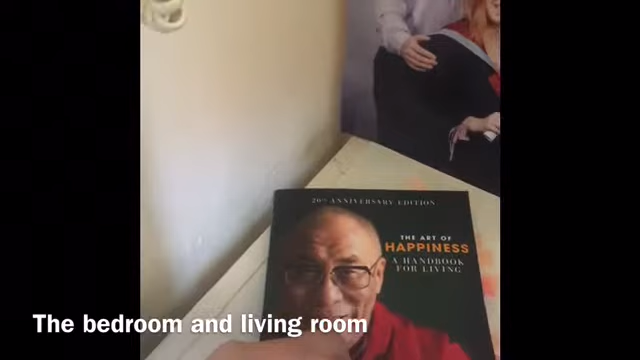 20TH ANNIVERSARY EDITION
THE ART OF
HAPPINESS
A HANDBOOK
FOR LIVING
The bedroom and living room